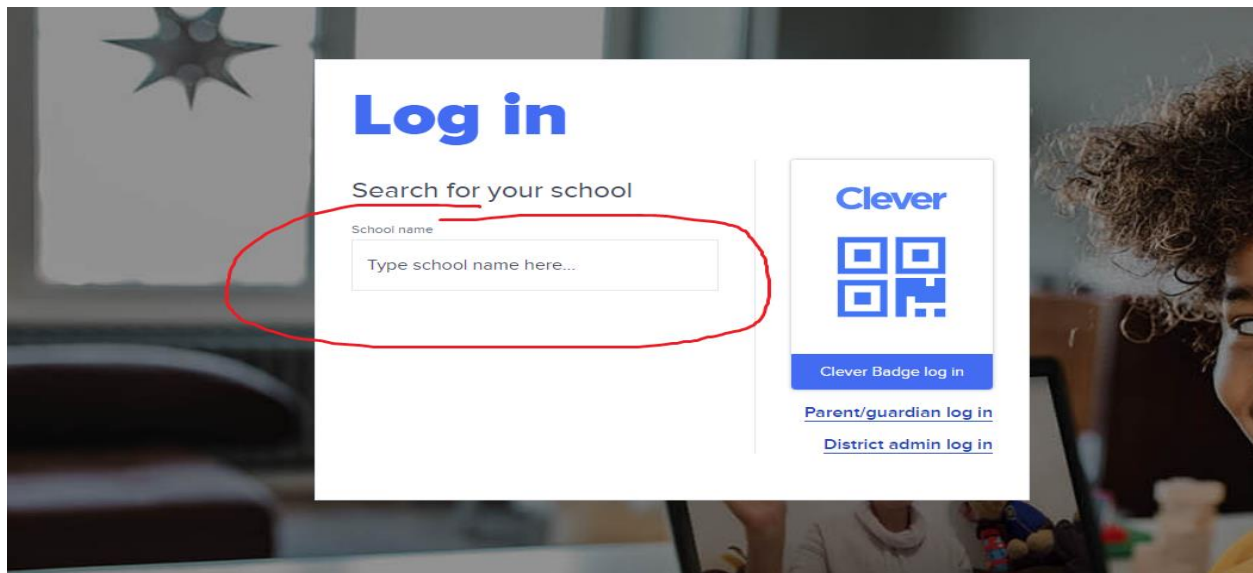 Log in
Search for your school
School name
Type school name here...
Clever
Clever Badge log in
Parent/guardian log in
District admin log in